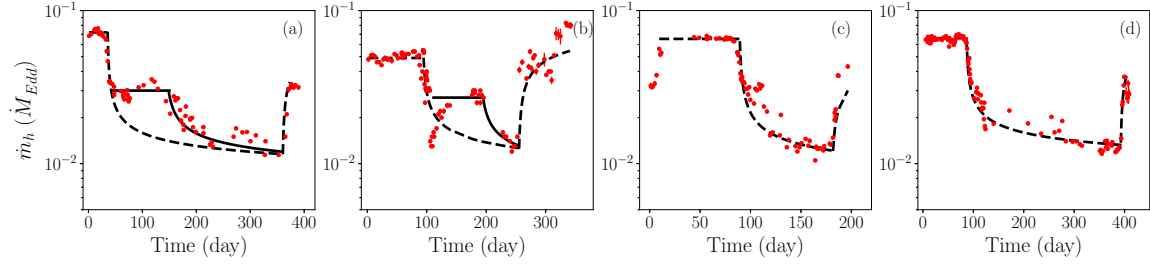 (a) (b) (c) (d)
10⁻¹ 10⁻¹ 10⁻¹ 10⁻¹
ṁ_h (Ṁ_Edd)
10⁻² 10⁻² 10⁻² 10⁻²
0 100 200 300 400 0 100 200 300 0 50 100 150 200 0 100 200 300 400
Time (day) Time (day) Time (day) Time (day)